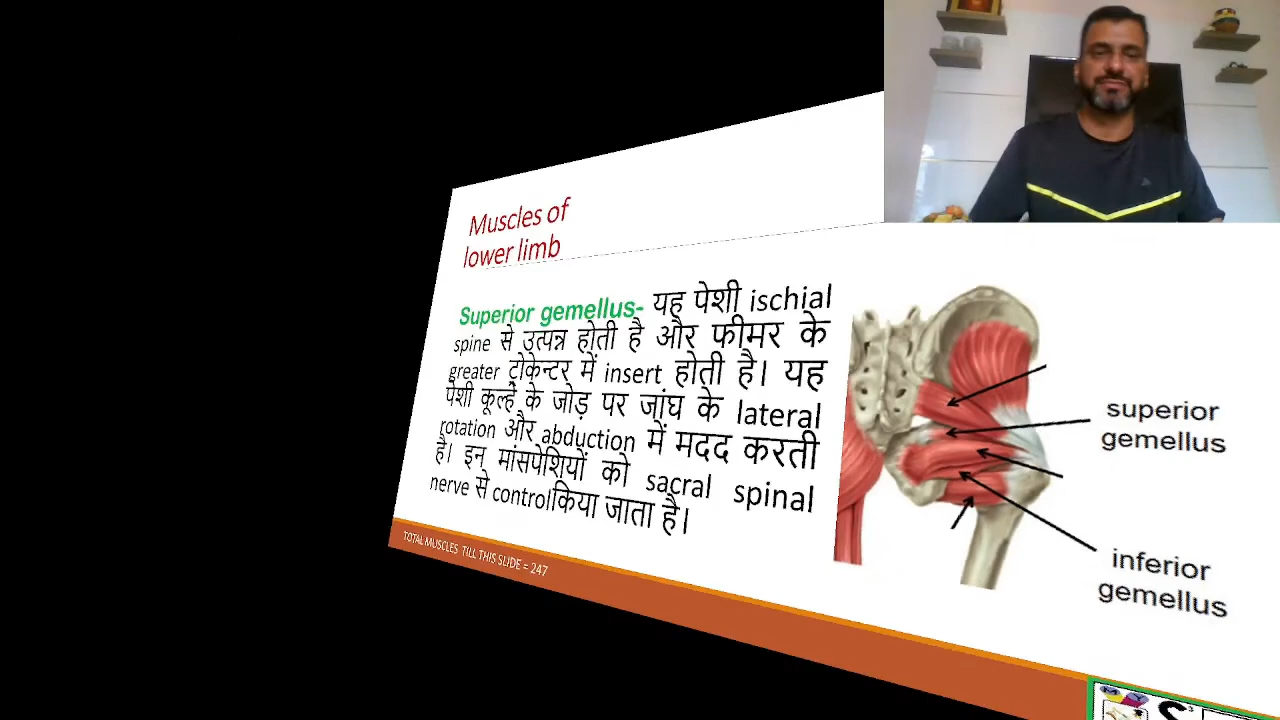 Muscles of
lower limb
Superior gemellus- यह पेशी ischial
spine से उत्पन्न होती है और फीमर के
greater ट्रोकेन्टर में insert होती है। यह
पेशी कूल्हे के जोड़ पर जांघ के lateral
rotation और abduction में मदद करती
है। इन मांसपेशियों को sacral spinal
nerve से controlकिया जाता है।
superior
gemellus
inferior
gemellus
TOTAL MUSCLES TILL THIS SLIDE = 247